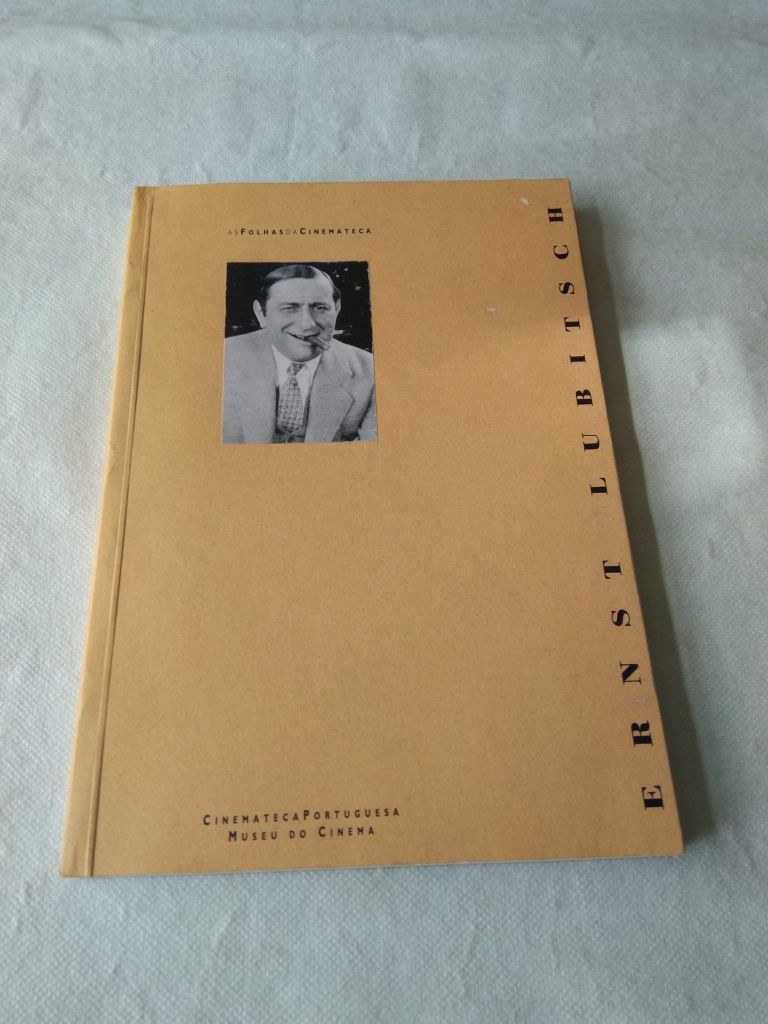 AS FOLHAS DA CINEMATECA
ERNST LUBITSCH
CINEMATECA PORTUGUESA
MUSEU DO CINEMA